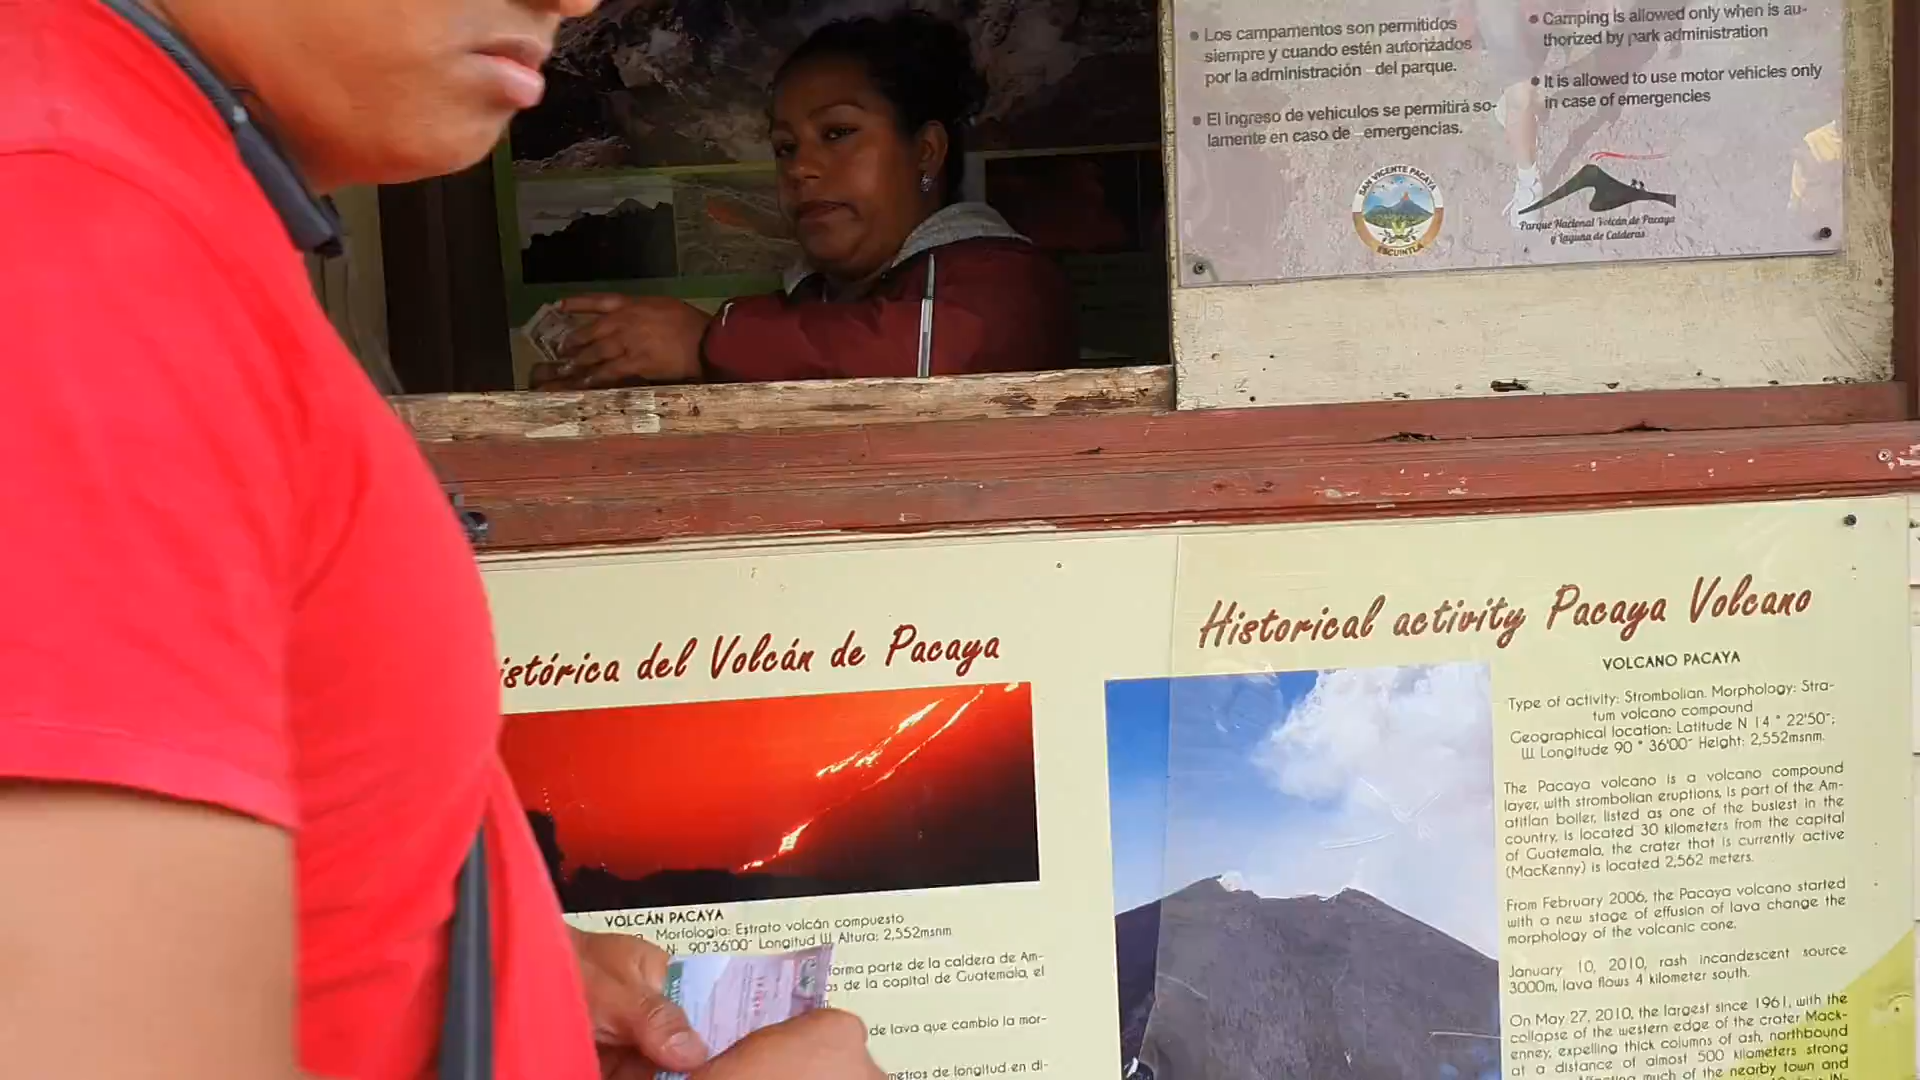 • Los campamentos son permitidos
siempre y cuando estén autorizados
por la administración del parque.
• El ingreso de vehiculos se permitirá so-
lamente en caso de emergencias.
• Camping is allowed only when is au-
thorized by park administration
• It is allowed to use motor vehicles only
in case of emergencies
SAN VICENTE PACAYA
ESCUINTLA
Parque Nacional Volcán de Pacaya
y Laguna de Calderas
istórica del Volcán de Pacaya
VOLCÁN PACAYA
Morfologia: Estrato volcán compuesto
N: 90°36'00" Longitud W Altura: 2,552msnm
forma parte de la caldera de Am-
os de la capital de Guatemala, el
de lava que cambio la mor-
metros de longitud en di-
Historical activity Pacaya Volcano
VOLCANO PACAYA
Type of activity: Strombolian. Morphology: Stra-
tum volcano compound
Geographical location: Latitude N 14 ° 22'50";
W Longitude 90 ° 36'00" Height: 2,552msnm.
The Pacaya volcano is a volcano compound
layer, with strombolian eruptions, is part of the Am-
atitlan boiler, listed as one of the busiest in the
country, is located 30 kilometers from the capital
of Guatemala, the crater that is currently active
(MacKenny) is located 2,562 meters.
From February 2006, the Pacaya volcano started
with a new stage of effusion of lava change the
morphology of the volcanic cone.
January 10, 2010, rash incandescent source
3000m, lava flows 4 kilometer south.
On May 27, 2010, the largest since 1961, with the
collapse of the western edge of the crater Mack-
enney, expelling thick columns of ash, northbound
at a distance of almost 500 kilometers strong
much of the nearby town and